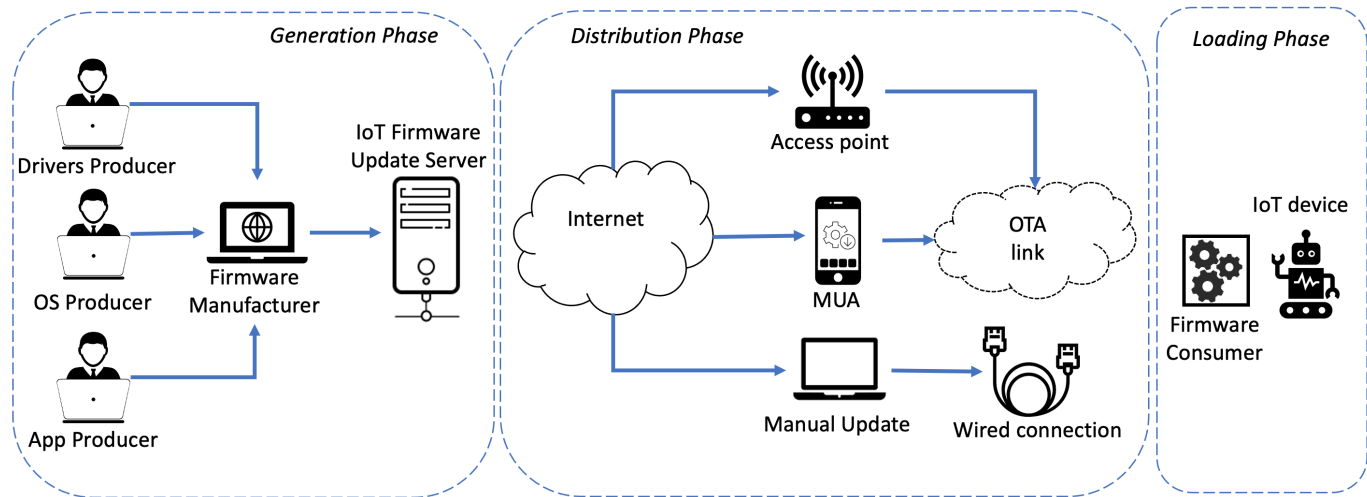 Generation Phase
Drivers Producer
OS Producer
App Producer
Firmware
Manufacturer
IoT Firmware
Update Server
Distribution Phase
Internet
Access point
MUA
Manual Update
OTA
link
Wired connection
Loading Phase
Firmware
Consumer
IoT device